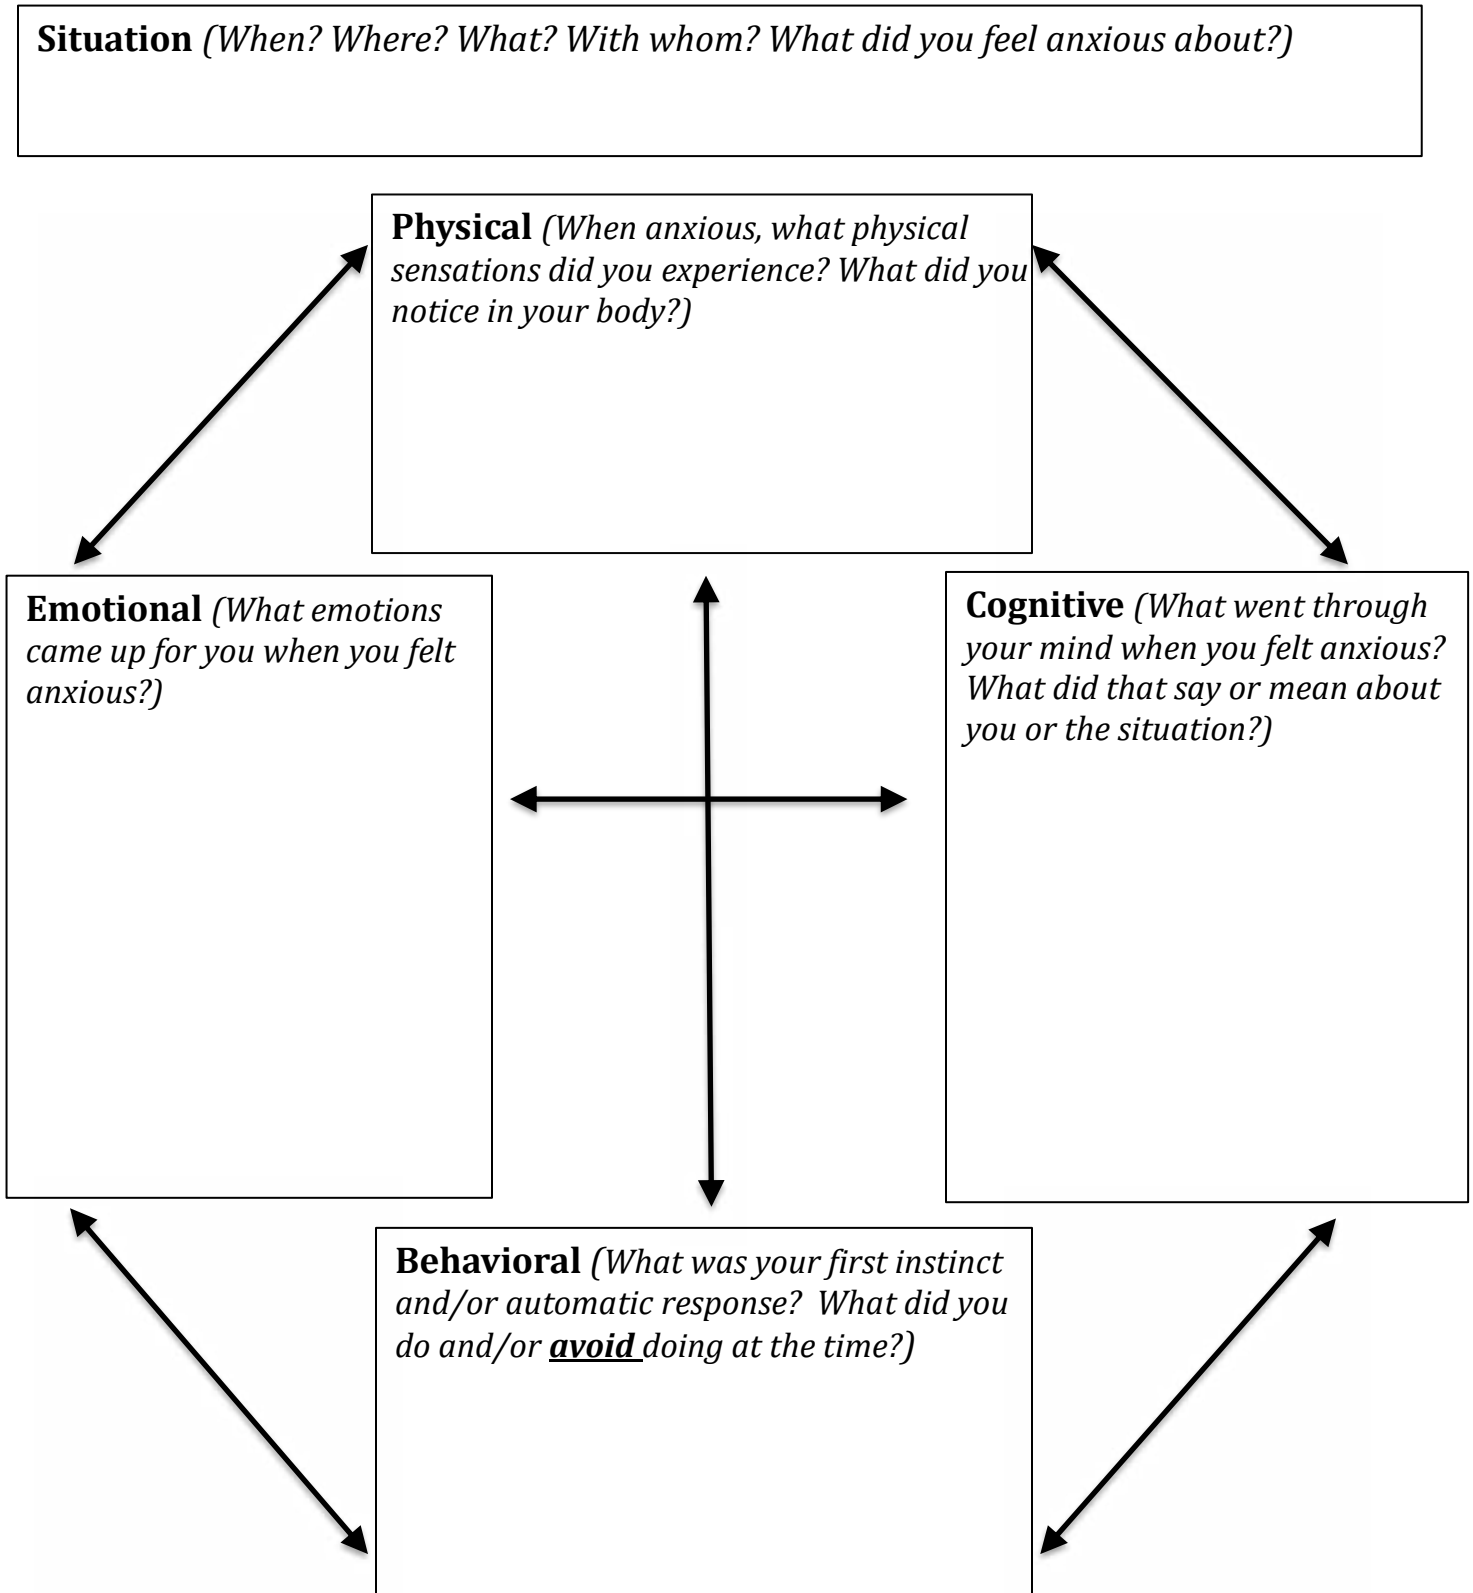 Situation (When? Where? What? With whom? What did you feel anxious about?)
Physical (When anxious, what physical
sensations did you experience? What did you
notice in your body?)
Emotional (What emotions
came up for you when you felt
anxious?)
Cognitive (What went through
your mind when you felt anxious?
What did that say or mean about
you or the situation?)
Behavioral (What was your first instinct
and/or automatic response?  What did you
do and/or avoid doing at the time?)